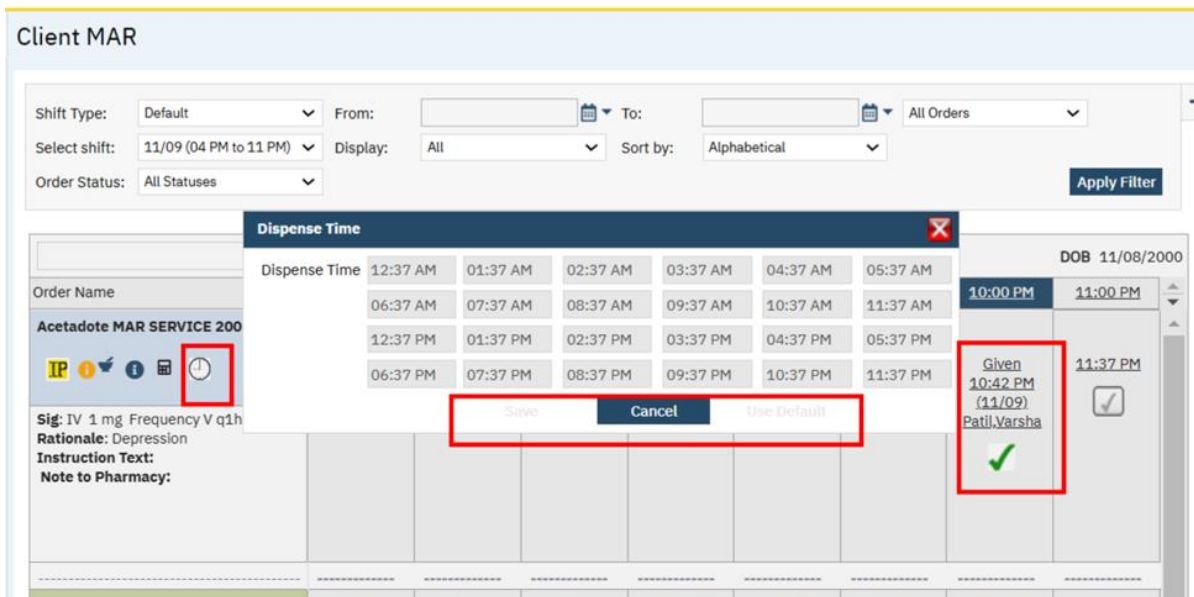 Client MAR
Shift Type: Default From: To: All Orders
Select shift: 11/09 (04 PM to 11 PM) Display: All Sort by: Alphabetical
Order Status: All Statuses Apply Filter
Dispense Time
DOB 11/08/2000
Dispense Time 12:37 AM 01:37 AM 02:37 AM 03:37 AM 04:37 AM 05:37 AM
Order Name 06:37 AM 07:37 AM 08:37 AM 09:37 AM 10:37 AM 11:37 AM 10:00 PM 11:00 PM
Acetadote MAR SERVICE 200 12:37 PM 01:37 PM 02:37 PM 03:37 PM 04:37 PM 05:37 PM
IP 06:37 PM 07:37 PM 08:37 PM 09:37 PM 10:37 PM 11:37 PM Given 11:37 PM
10:42 PM
(11/09)
Save Cancel Use Default
Sig: IV 1 mg Frequency V q1h Patil,Varsha
Rationale: Depression
Instruction Text:
Note to Pharmacy: